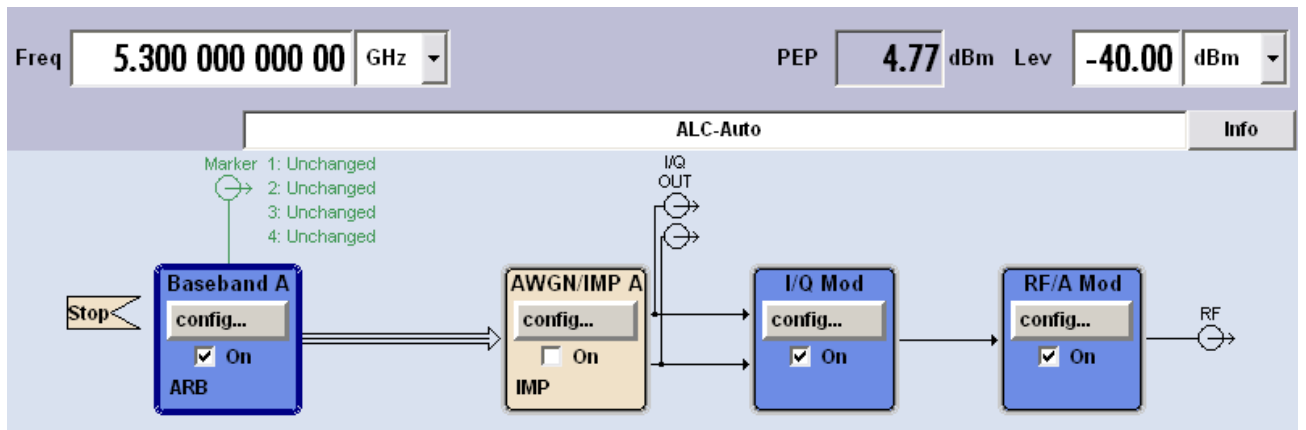 Freq 5.300 000 000 00 GHz PEP 4.77 dBm Lev -40.00 dBm
ALC-Auto Info
Marker 1: Unchanged
2: Unchanged
3: Unchanged
4: Unchanged
I/Q
OUT
Baseband A AWGN/IMP A I/Q Mod RF/A Mod
Stop config... config... config... config... RF
On On On On
ARB IMP